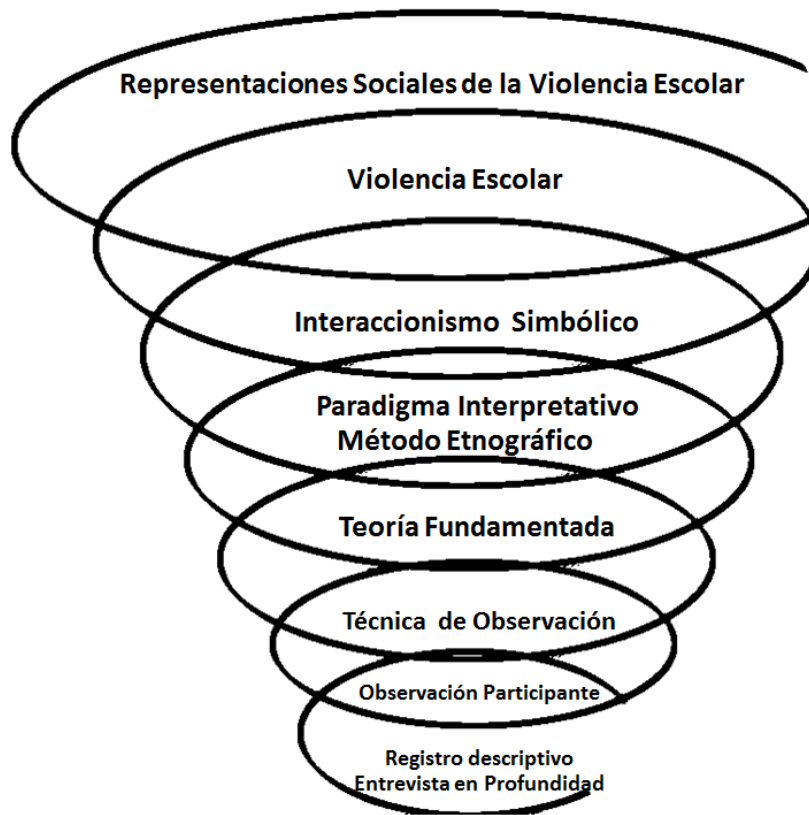 Representaciones Sociales de la Violencia Escolar
Violencia Escolar
Interaccionismo Simbólico
Paradigma Interpretativo
Método Etnográfico
Teoría Fundamentada
Técnica de Observación
Observación Participante
Registro descriptivo
Entrevista en Profundidad